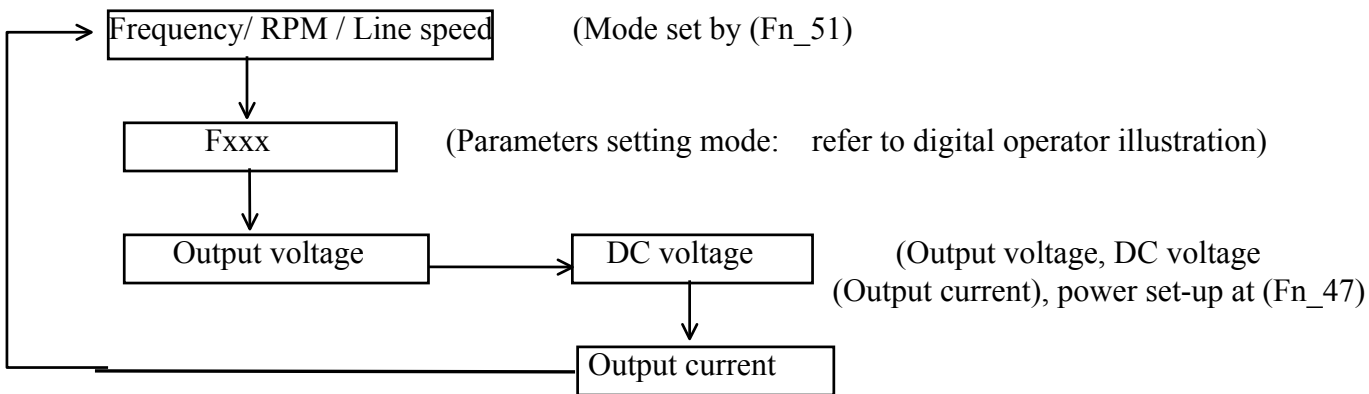 Frequency/ RPM / Line speed (Mode set by (Fn_51)
Fxxx (Parameters setting mode: refer to digital operator illustration)
Output voltage DC voltage (Output voltage, DC voltage
(Output current), power set-up at (Fn_47)
Output current